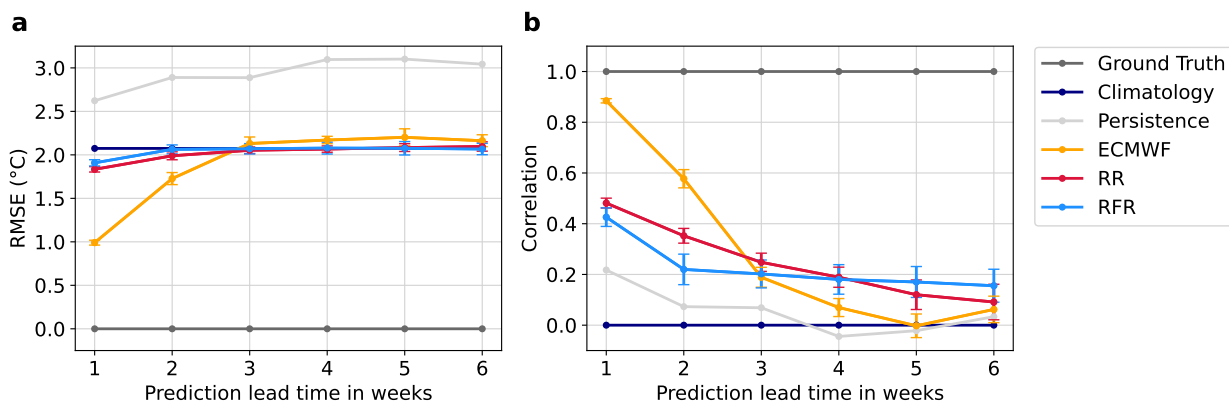 a
3.0
2.5
2.0
1.5
1.0
0.5
0.0
RMSE (°C)
1 2 3 4 5 6
Prediction lead time in weeks
b
1.0
0.8
0.6
0.4
0.2
0.0
Correlation
1 2 3 4 5 6
Prediction lead time in weeks
Ground Truth
Climatology
Persistence
ECMWF
RR
RFR